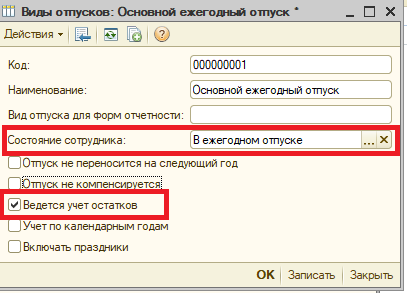 Виды отпусков: Основной ежегодный отпуск *
Действия
Код: 000000001
Наименование: Основной ежегодный отпуск
Вид отпуска для форм отчетности:
Состояние сотрудника: В ежегодном отпуске ... x
Отпуск не переносится на следующий год
Отпуск не компенсируется
Ведется учет остатков
Учет по календарным годам
Включать праздники
OK Записать Закрыть